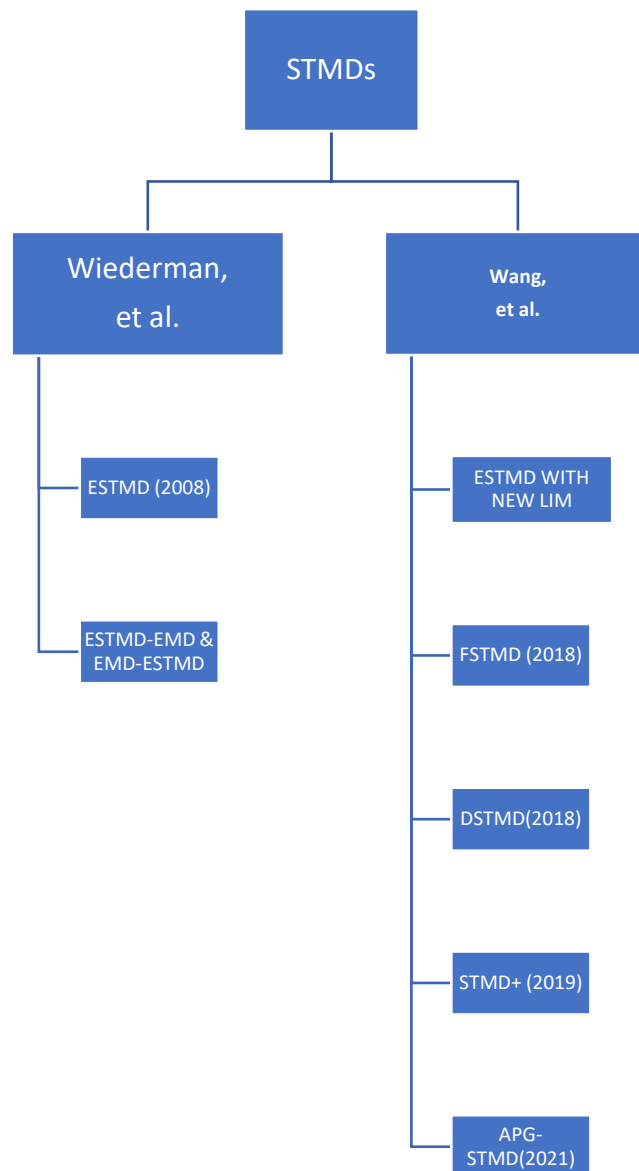 STMDs
Wiederman,
et al.
ESTMD (2008)
ESTMD-EMD &
EMD-ESTMD
Wang,
et al.
ESTMD WITH
NEW LIM
FSTMD (2018)
DSTMD(2018)
STMD+ (2019)
APG-
STMD(2021)